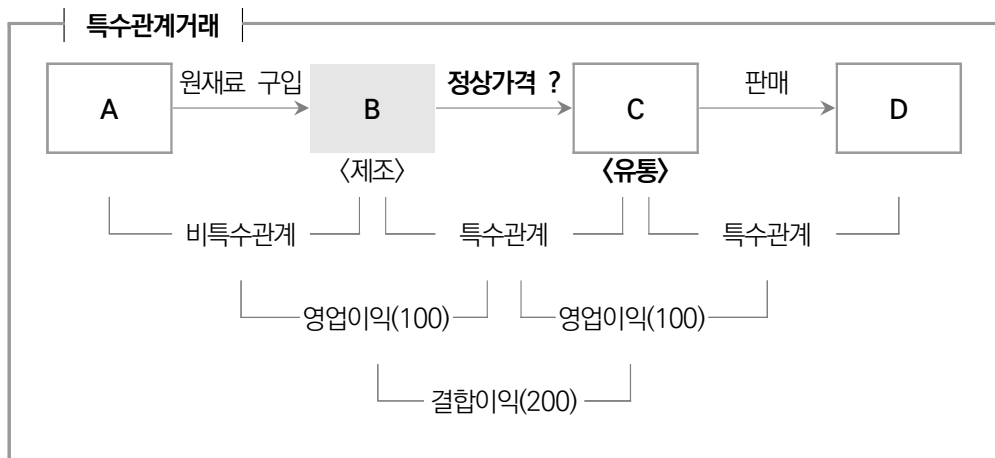 특수관계거래
원재료 구입 정상가격 ? 판매
A B C D
〈제조〉 〈유통〉
비특수관계 특수관계 특수관계
영업이익(100) 영업이익(100)
결합이익(200)